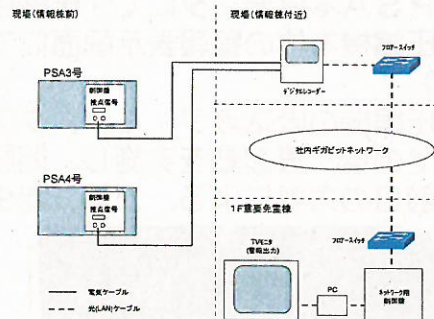 現場(情報棟前)
現場(情報棟付近)
PSA3号
制御盤
接点信号
デジタルレコーダー
フロアースイッチ
PSA4号
制御盤
接点信号
社内ギガビットネットワーク
1F重要免震棟
TVモニタ
(警報出力)
フロアースイッチ
PC
ネットワーク用
制御盤
電気ケーブル
光(LAN)ケーブル